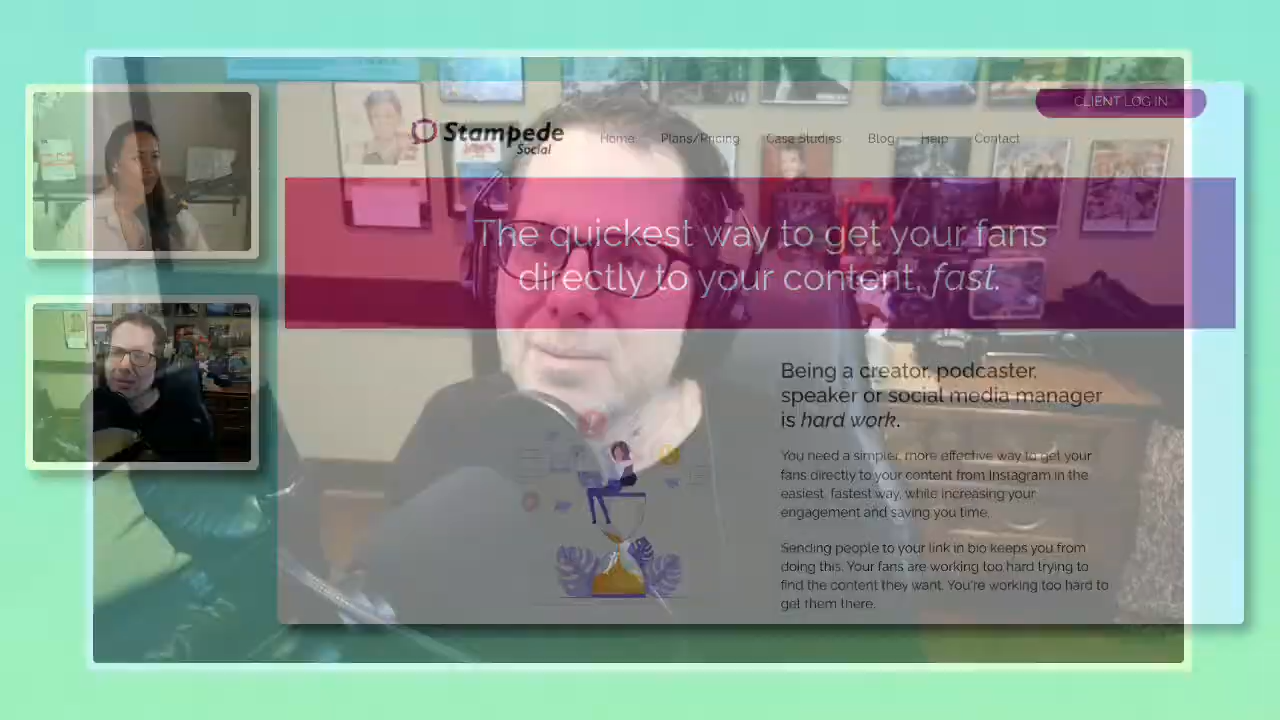 CLIENT LOG IN
Stampede
Social
Home Plans/Pricing Case Studies Blog Help Contact
The quickest way to get your fans
directly to your content, fast.
Being a creator, podcaster,
speaker or social media manager
is hard work.
You need a simpler, more effective way to get your
fans directly to your content from Instagram in the
easiest, fastest way, while increasing your
engagement and saving you time.
Sending people to your link in bio keeps you from
doing this. Your fans are working too hard trying to
find the content they want. You're working too hard to
get them there.